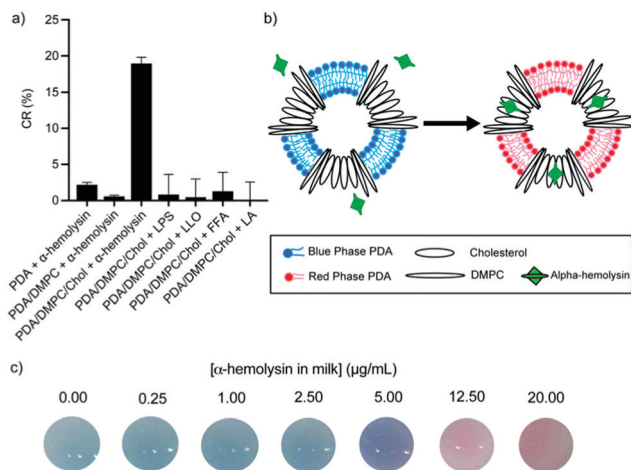 a)
25
20
15
10
5
0
CR (%)
PDA + α-hemolysin
PDA/DMPC + α-hemolysin
PDA/DMPC/Chol + α-hemolysin
PDA/DMPC/Chol + LPS
PDA/DMPC/Chol + LLO
PDA/DMPC/Chol + FFA
PDA/DMPC/Chol + LA
b)
Blue Phase PDA
Cholesterol
Red Phase PDA
DMPC
Alpha-hemolysin
c)
[α-hemolysin in milk] (µg/mL)
0.00 0.25 1.00 2.50 5.00 12.50 20.00